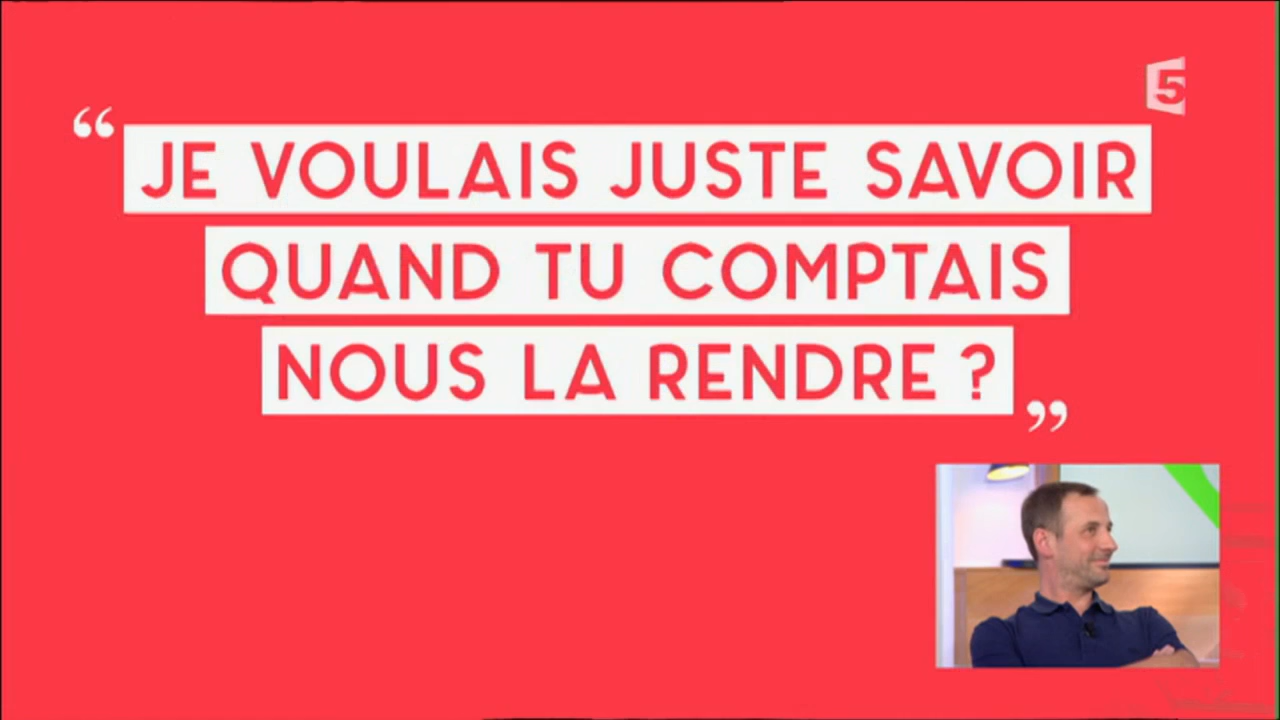 5
“ JE VOULAIS JUSTE SAVOIR
QUAND TU COMPTAIS
NOUS LA RENDRE ? ”